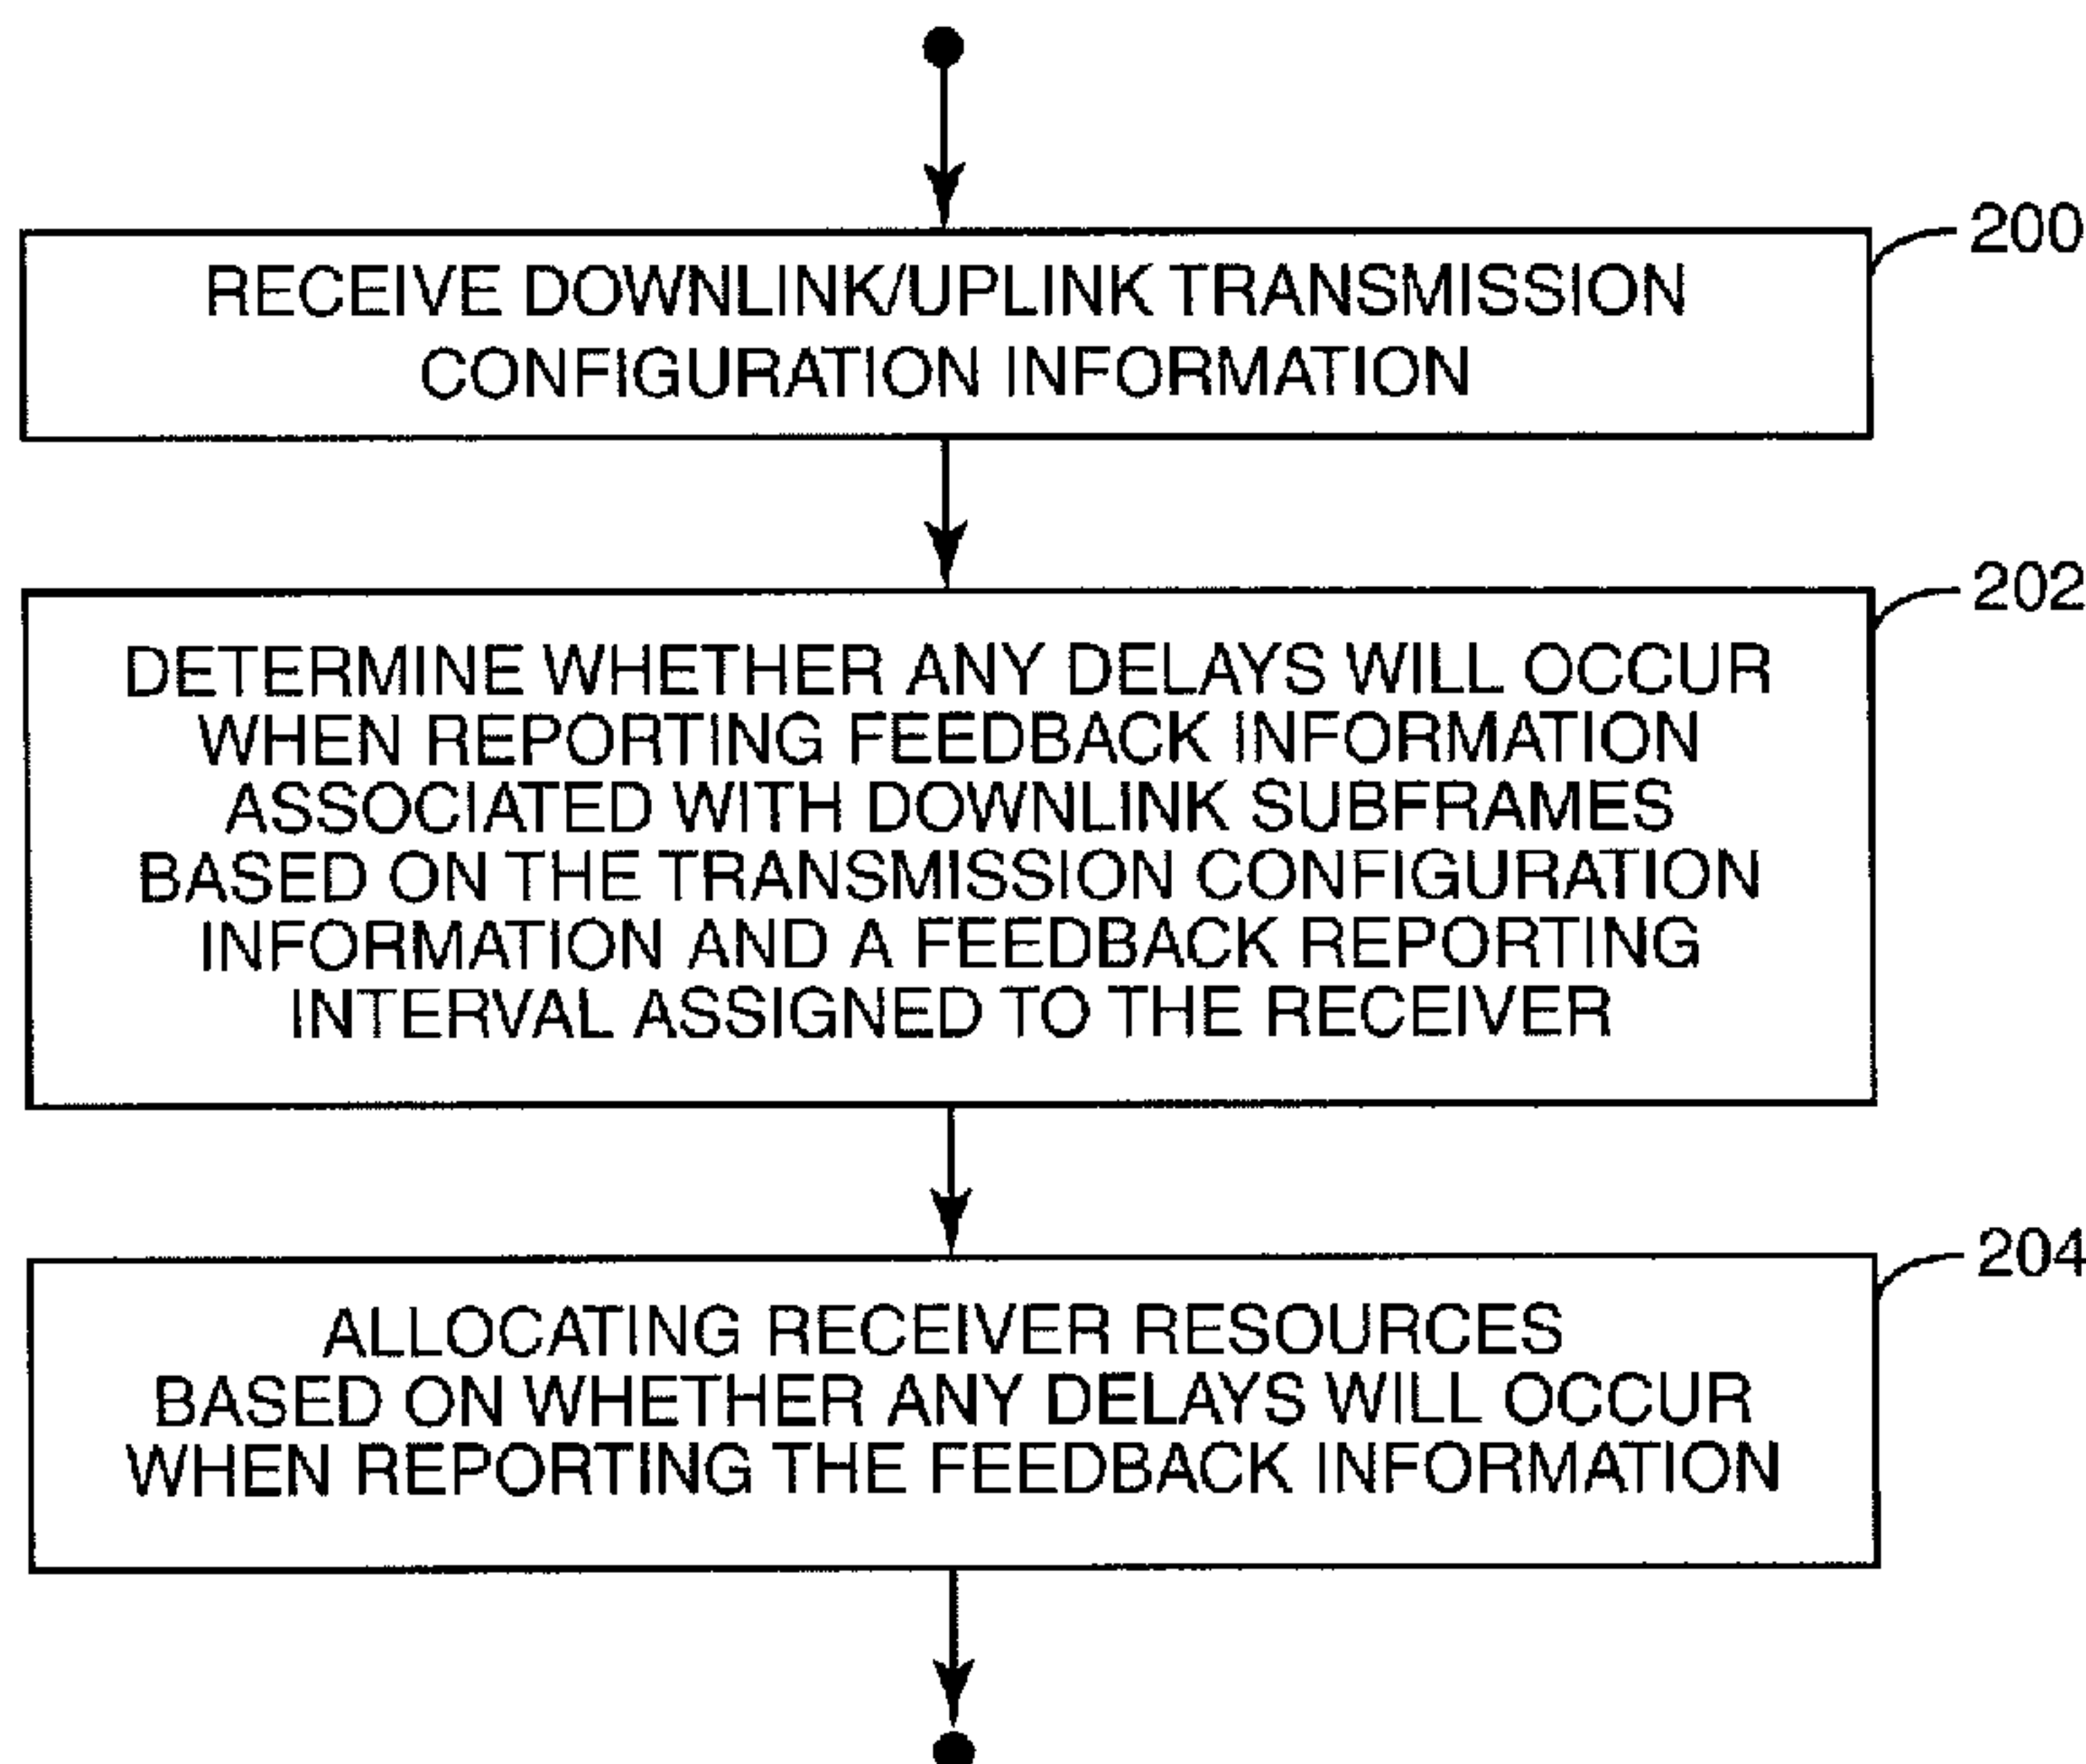 200
RECEIVE DOWNLINK/UPLINK TRANSMISSION
CONFIGURATION INFORMATION
202
DETERMINE WHETHER ANY DELAYS WILL OCCUR
WHEN REPORTING FEEDBACK INFORMATION
ASSOCIATED WITH DOWNLINK SUBFRAMES
BASED ON THE TRANSMISSION CONFIGURATION
INFORMATION AND A FEEDBACK REPORTING
INTERVAL ASSIGNED TO THE RECEIVER
204
ALLOCATING RECEIVER RESOURCES
BASED ON WHETHER ANY DELAYS WILL OCCUR
WHEN REPORTING THE FEEDBACK INFORMATION